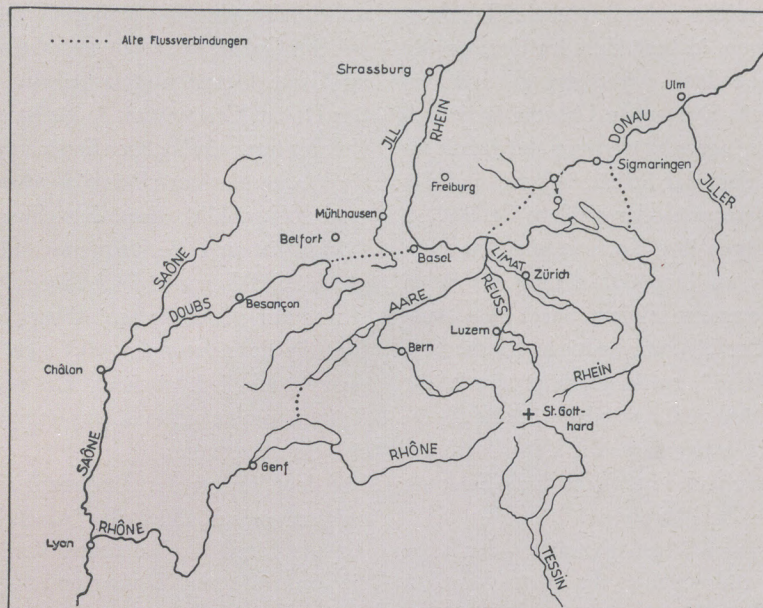 Alte Flussverbindungen
Strassburg
Ulm
JLL
RHEIN
DONAU
Sigmaringen
Freiburg
JLLER
Mühlhausen
Belfort
Basel
SAÔNE
LIMAT
Zürich
DOUBS
Besançon
AARE
REUSS
Luzern
Bern
Châlon
RHEIN
St. Gott-
hard
SAÔNE
RHÔNE
Genf
RHÔNE
Lyon
TESSIN